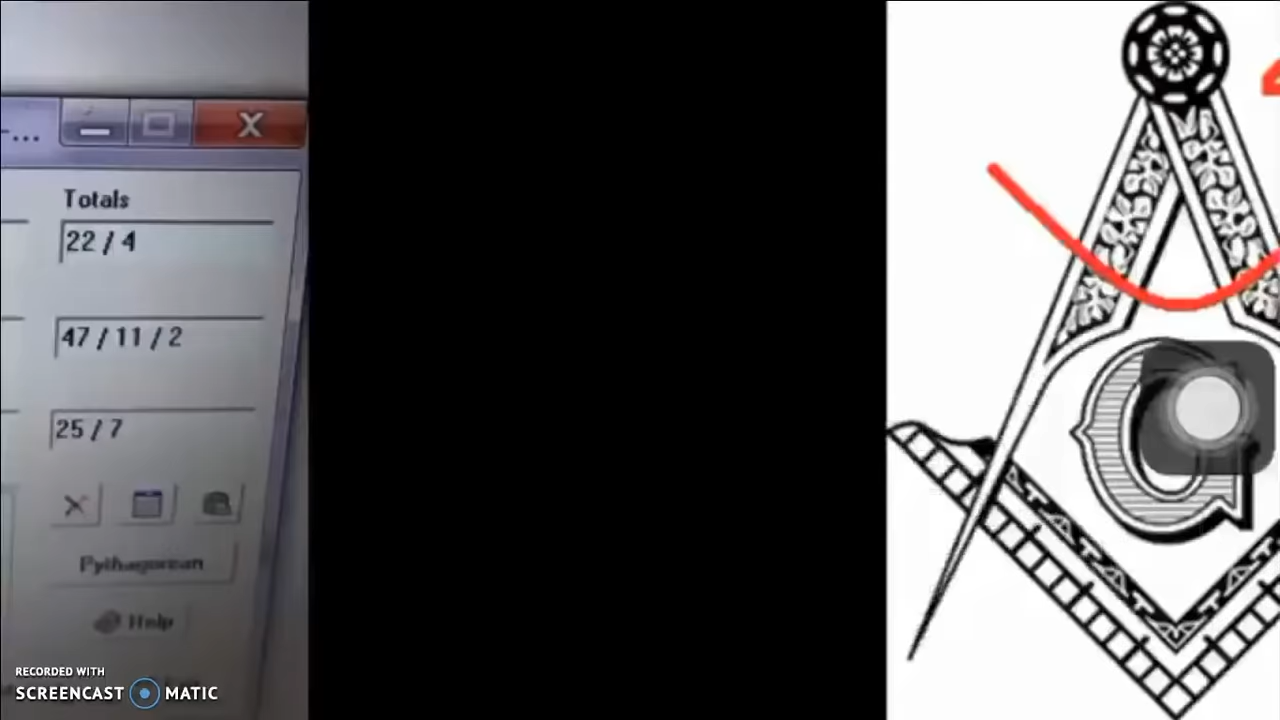 -...
X
Totals
22 / 4
47 / 11 / 2
25 / 7
Pythagorean
Help
G
RECORDED WITH
SCREENCAST MATIC